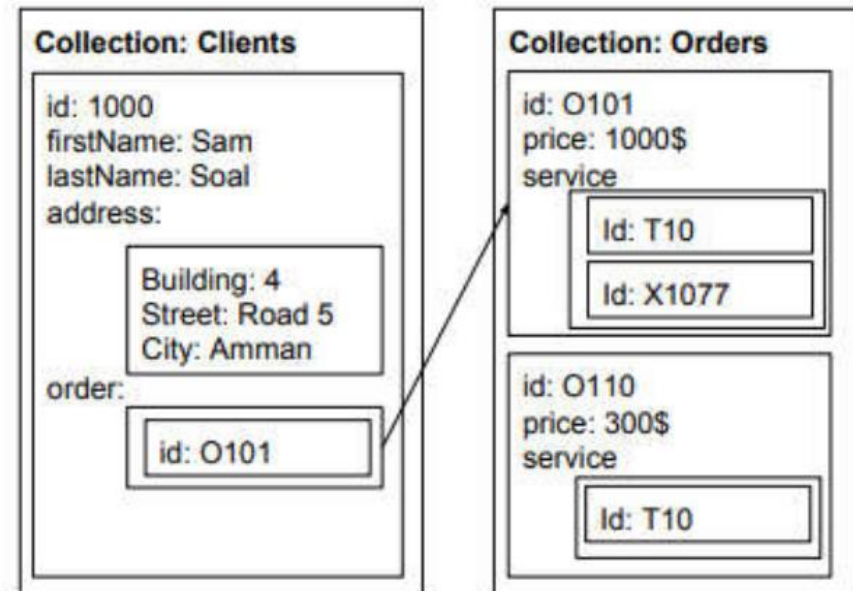 Collection: Clients
id: 1000
firstName: Sam
lastName: Soal
address:
Building: 4
Street: Road 5
City: Amman
order:
id: O101
Collection: Orders
id: O101
price: 1000$
service
Id: T10
Id: X1077
id: O110
price: 300$
service
Id: T10